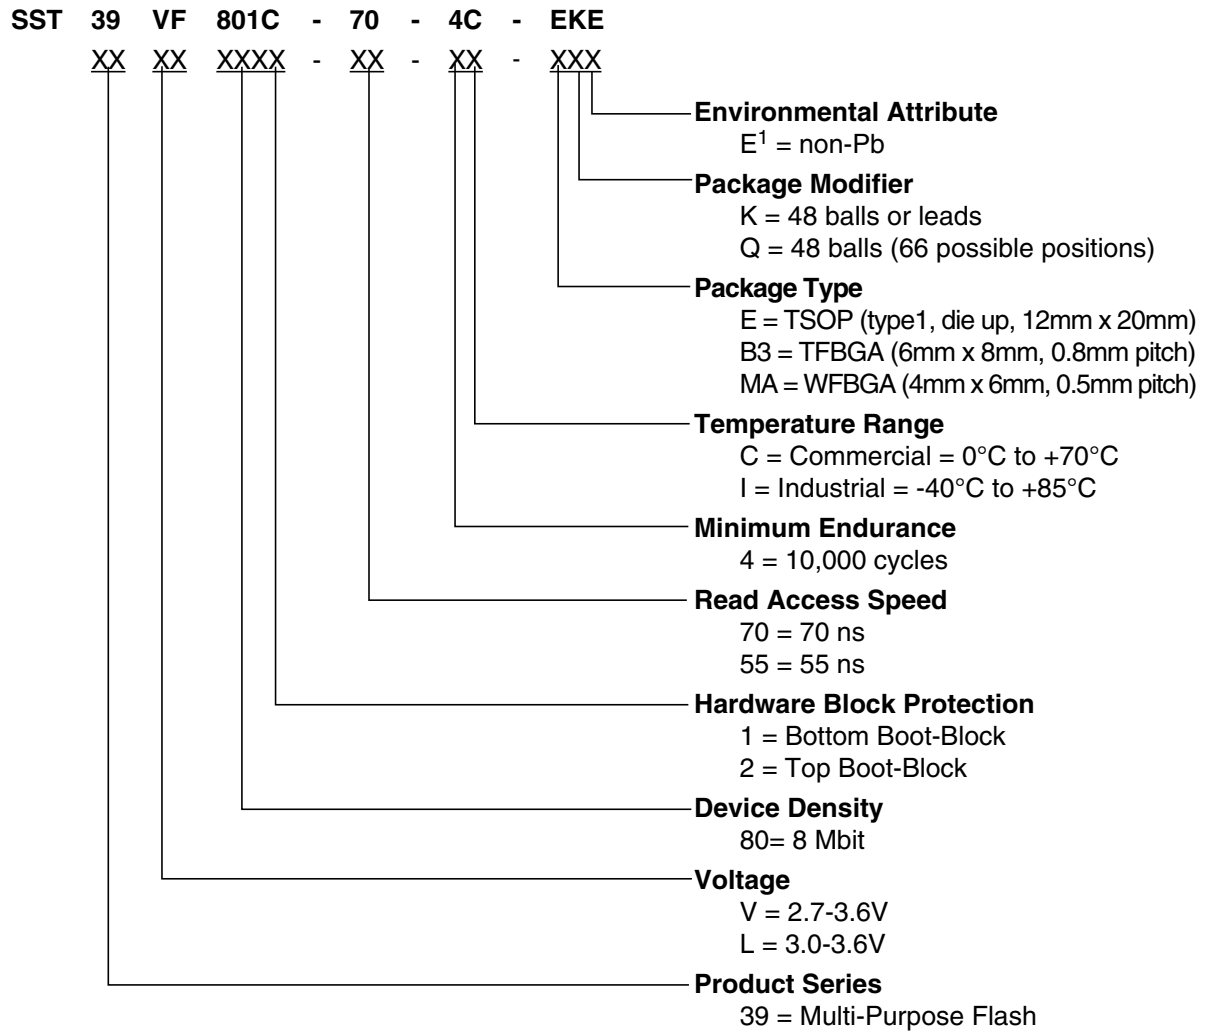 SST 39 VF 801C - 70 - 4C - EKE
XX XX XXXX - XX - XX - XXX
Environmental Attribute
E1 = non-Pb
Package Modifier
K = 48 balls or leads
Q = 48 balls (66 possible positions)
Package Type
E = TSOP (type1, die up, 12mm x 20mm)
B3 = TFBGA (6mm x 8mm, 0.8mm pitch)
MA = WFBGA (4mm x 6mm, 0.5mm pitch)
Temperature Range
C = Commercial = 0°C to +70°C
I = Industrial = -40°C to +85°C
Minimum Endurance
4 = 10,000 cycles
Read Access Speed
70 = 70 ns
55 = 55 ns
Hardware Block Protection
1 = Bottom Boot-Block
2 = Top Boot-Block
Device Density
80= 8 Mbit
Voltage
V = 2.7-3.6V
L = 3.0-3.6V
Product Series
39 = Multi-Purpose Flash